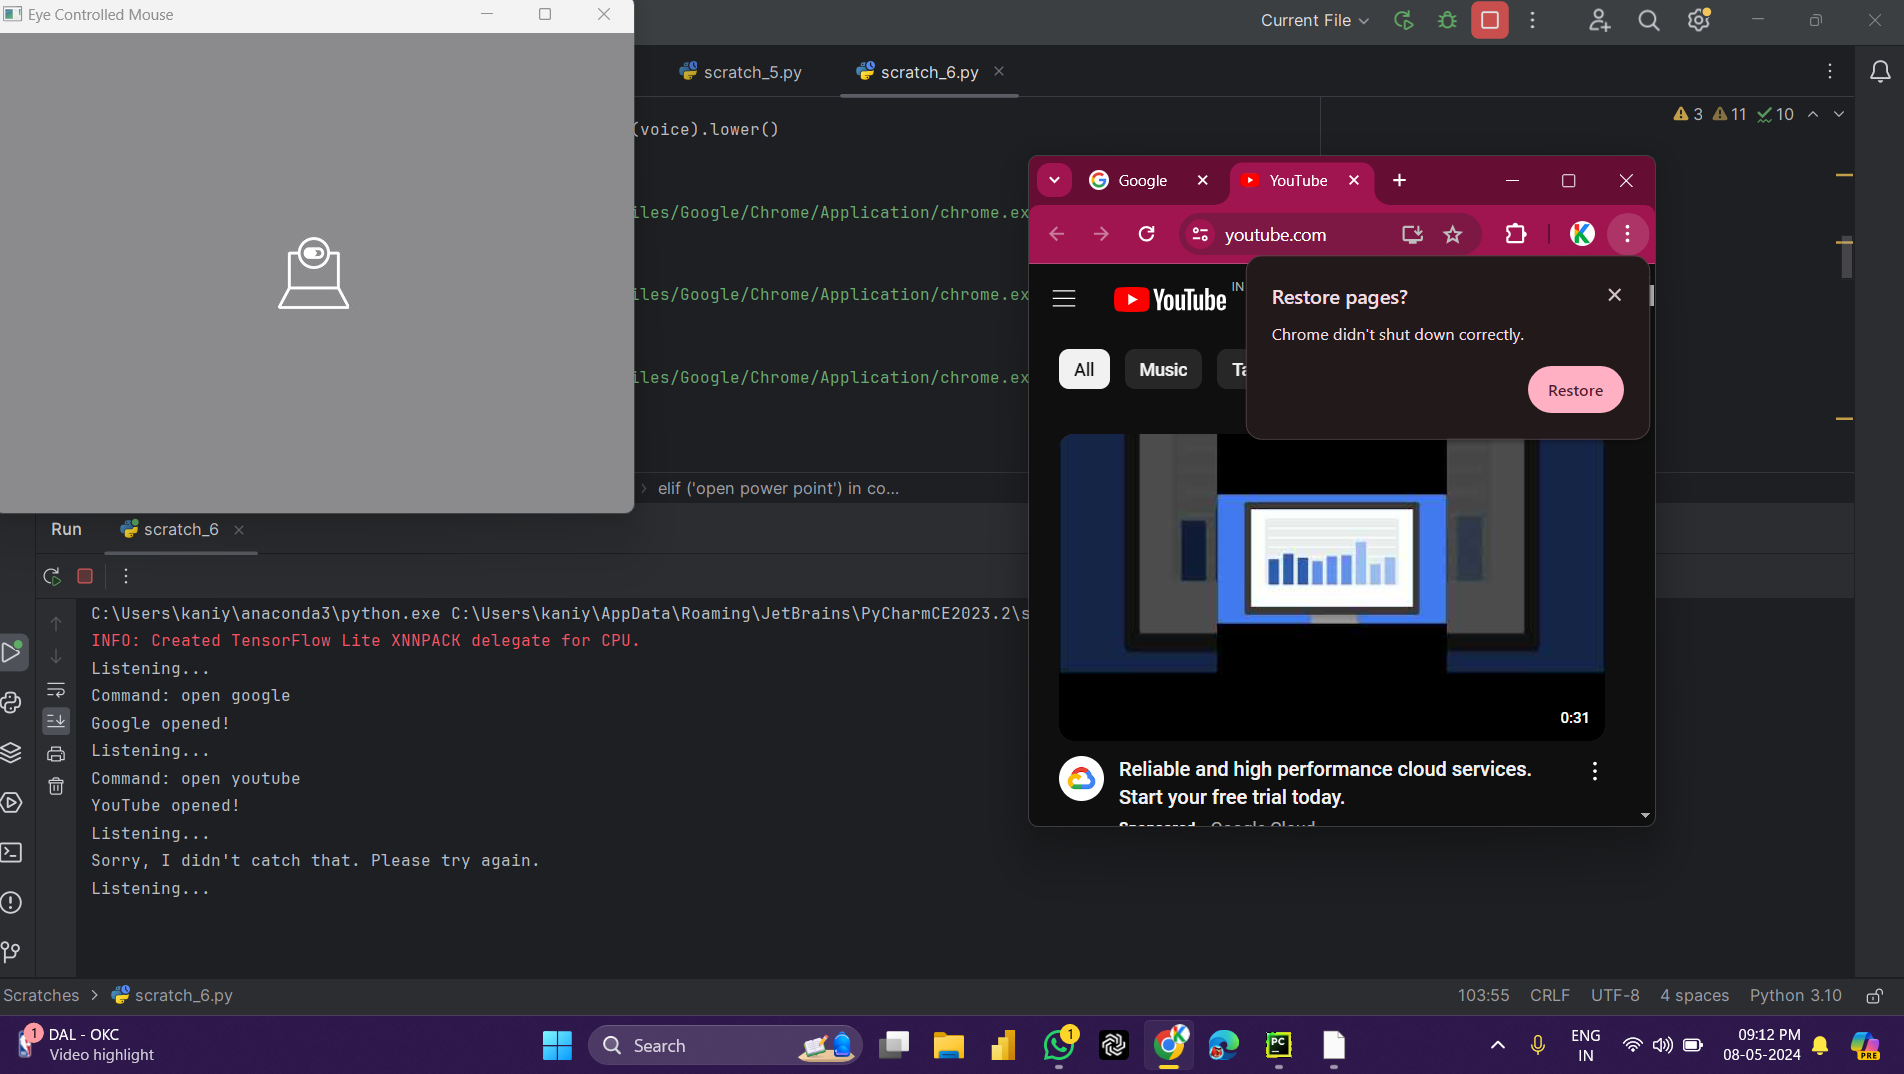 Eye Controlled Mouse
Current File
scratch_5.py
scratch_6.py
3 11 10
(voice).lower()
iles/Google/Chrome/Application/chrome.ex
iles/Google/Chrome/Application/chrome.ex
iles/Google/Chrome/Application/chrome.ex
elif ('open power point') in co...
Google
YouTube
youtube.com
YouTube IN
Restore pages?
Chrome didn't shut down correctly.
Restore
All
Music
Ta
0:31
Reliable and high performance cloud services.
Start your free trial today.
Sponsored Google Cloud
Run
scratch_6
C:\Users\kaniy\anaconda3\python.exe C:\Users\kaniy\AppData\Roaming\JetBrains\PyCharmCE2023.2\s
INFO: Created TensorFlow Lite XNNPACK delegate for CPU.
Listening...
Command: open google
Google opened!
Listening...
Command: open youtube
YouTube opened!
Listening...
Sorry, I didn't catch that. Please try again.
Listening...
Scratches > scratch_6.py
103:55 CRLF UTF-8 4 spaces Python 3.10
1
DAL - OKC
Video highlight
Search
1
PC
ENG
IN
09:12 PM
08-05-2024
PRE